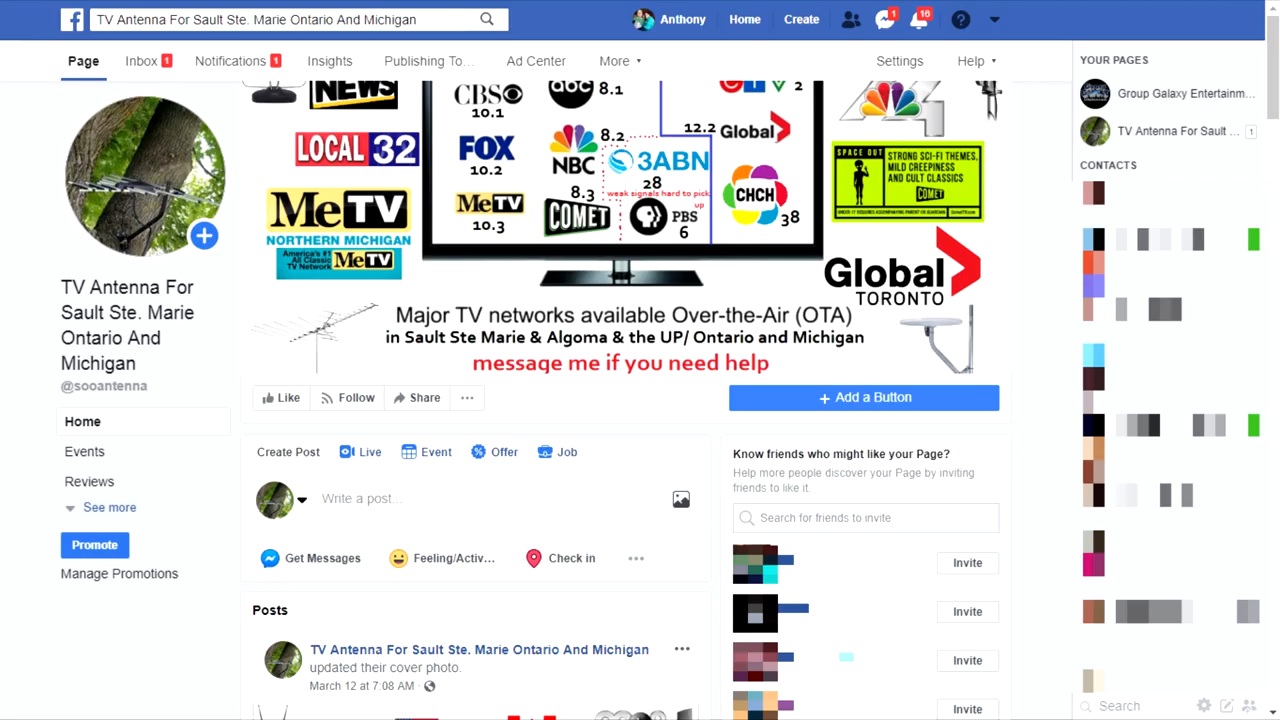 TV Antenna For Sault Ste. Marie Ontario And Michigan
Anthony
Home
Create
1
16
Page
Inbox 1
Notifications 1
Insights
Publishing To...
Ad Center
More
Settings
Help
YOUR PAGES
Group Galaxy Entertainm...
TV Antenna For Sault ...
1
CONTACTS
NEWS
CBS
10.1
abc 8.1
2
12.2 Global
LOCAL 32
FOX
10.2
8.2
NBC
3ABN
28
weak signals hard to pick
up
CHCH
38
MeTV
10.3
8.3
COMET
PBS
6
MeTV
NORTHERN MICHIGAN
America's #1
All Classic
TV Network
MeTV
SPACE OUT
STRONG SCI-FI THEMES,
MILD CREEPINESS
AND CULT CLASSICS
COMET
Global
TORONTO
Major TV networks available Over-the-Air (OTA)
in Sault Ste Marie & Algoma & the UP/ Ontario and Michigan
message me if you need help
TV Antenna For
Sault Ste. Marie
Ontario And
Michigan
@sooantenna
Home
Events
Reviews
See more
Promote
Manage Promotions
Like
Follow
Share
Add a Button
Create Post
Live
Event
Offer
Job
Write a post...
Get Messages
Feeling/Activ...
Check in
Know friends who might like your Page?
Help more people discover your Page by inviting
friends to like it.
Search for friends to invite
Invite
Invite
Invite
Invite
Posts
TV Antenna For Sault Ste. Marie Ontario And Michigan
updated their cover photo.
March 12 at 7:08 AM
Search